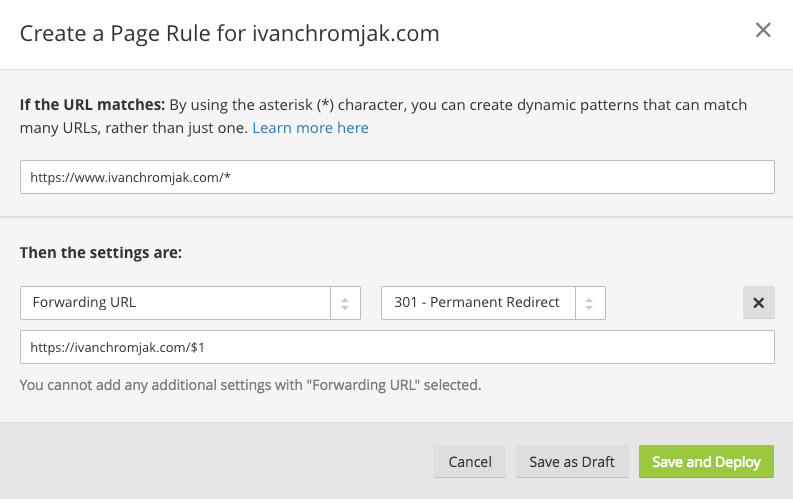 Create a Page Rule for ivanchromjak.com
If the URL matches: By using the asterisk (*) character, you can create dynamic patterns that can match
many URLs, rather than just one. Learn more here
https://www.ivanchromjak.com/*
Then the settings are:
Forwarding URL
301 - Permanent Redirect
https://ivanchromjak.com/$1
You cannot add any additional settings with "Forwarding URL" selected.
Cancel
Save as Draft
Save and Deploy